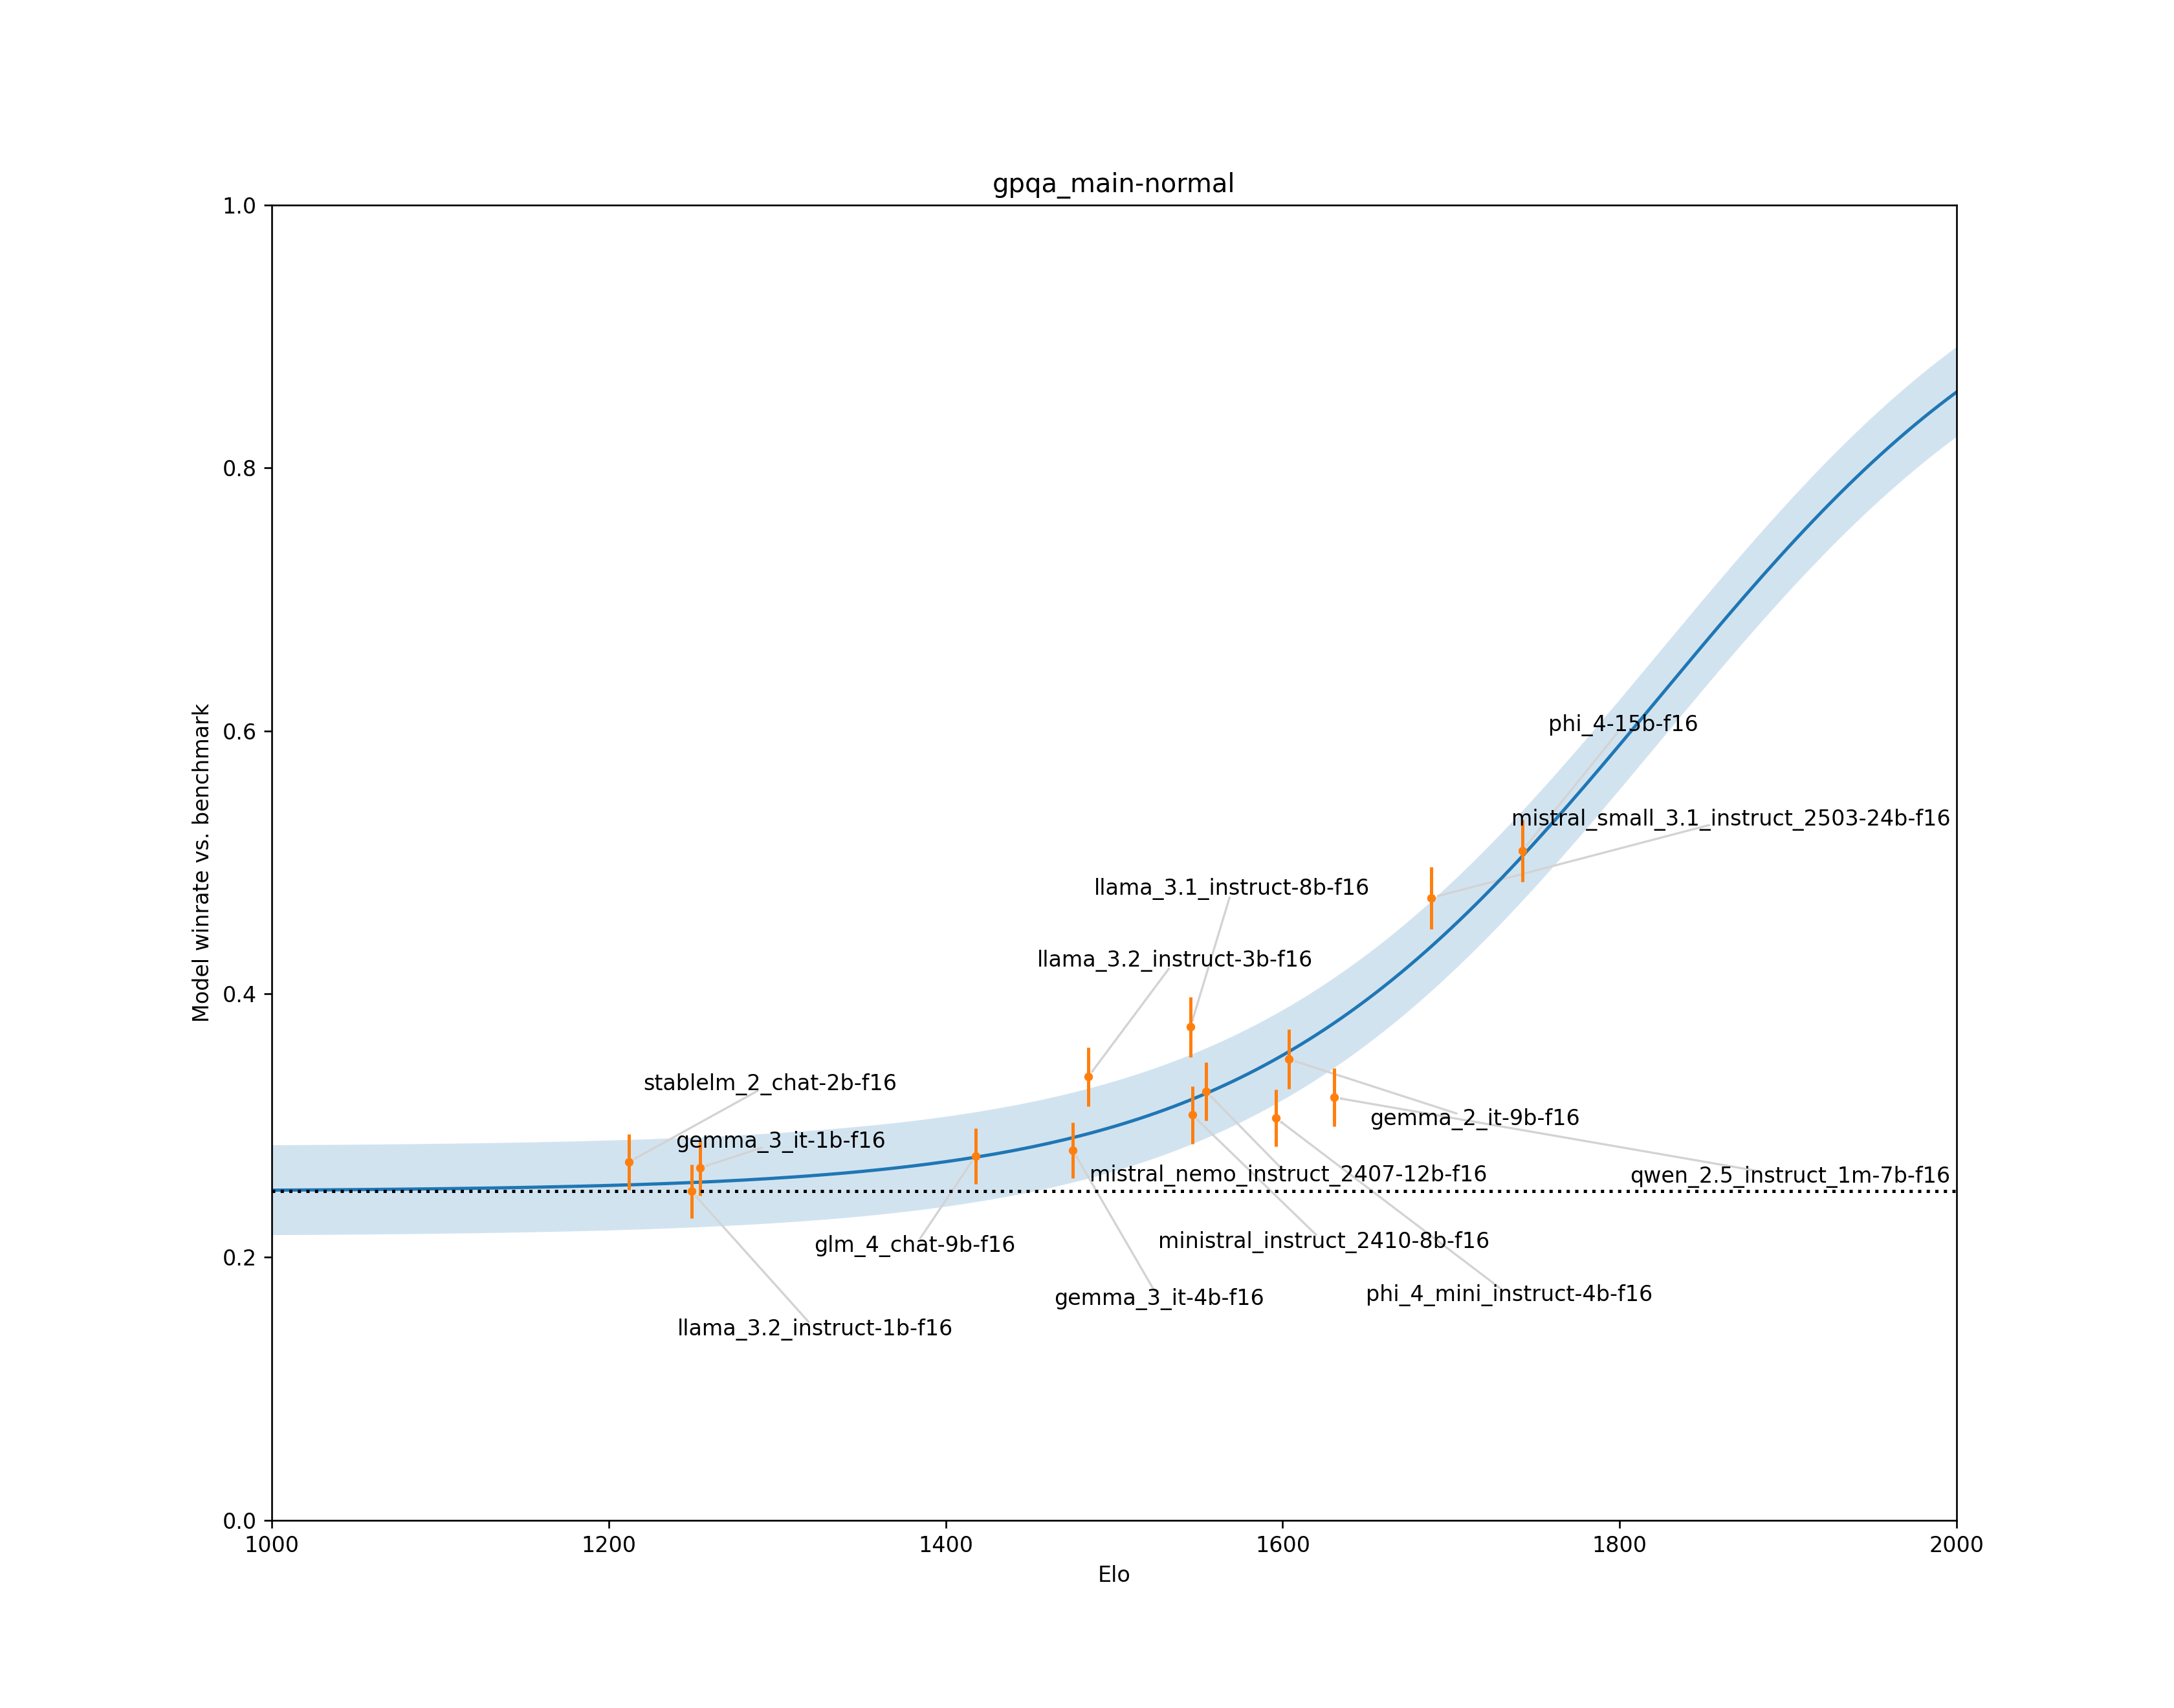 gpqa_main-normal
1.0
0.8
0.6
0.4
0.2
0.0
Model winrate vs. benchmark
phi_4-15b-f16
mistral_small_3.1_instruct_2503-24b-f16
llama_3.1_instruct-8b-f16
llama_3.2_instruct-3b-f16
stablelm_2_chat-2b-f16
gemma_2_it-9b-f16
gemma_3_it-1b-f16
mistral_nemo_instruct_2407-12b-f16
qwen_2.5_instruct_1m-7b-f16
ministral_instruct_2410-8b-f16
glm_4_chat-9b-f16
phi_4_mini_instruct-4b-f16
gemma_3_it-4b-f16
llama_3.2_instruct-1b-f16
1000
1200
1400
1600
1800
2000
Elo